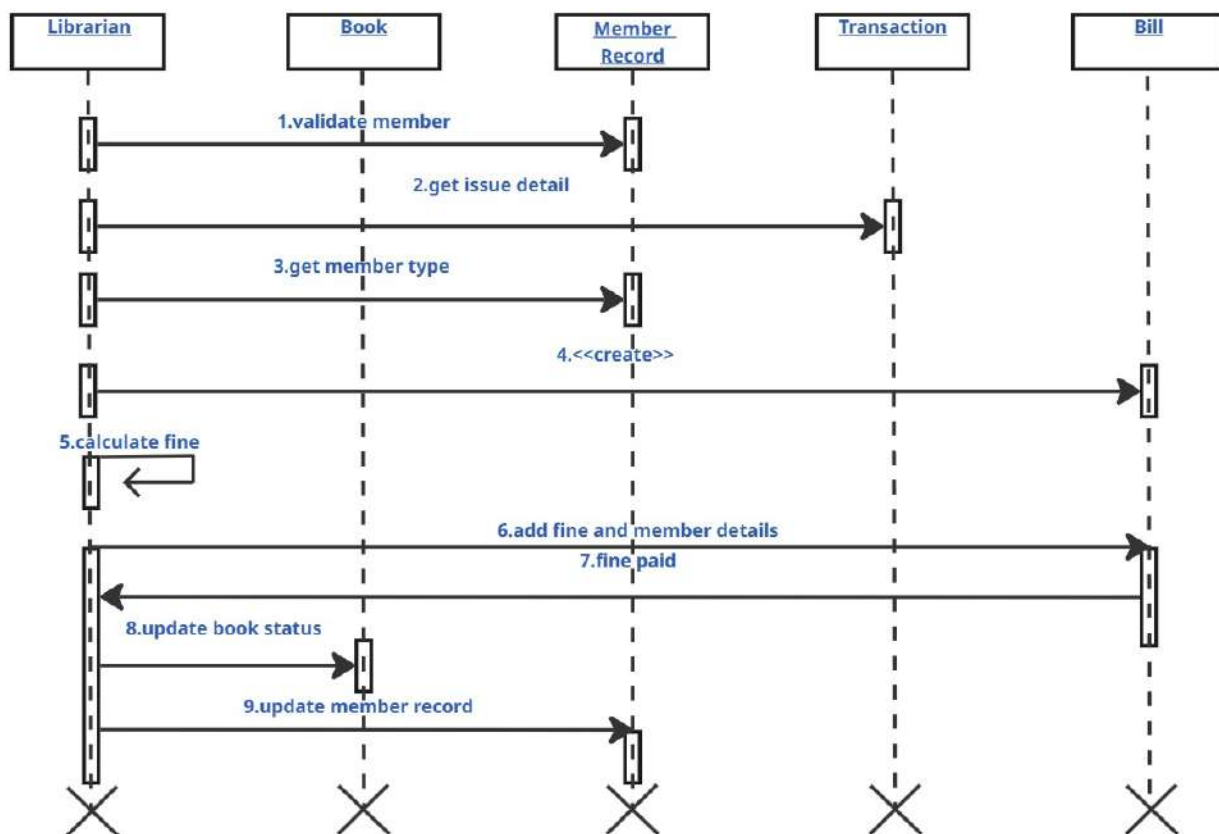 Librarian
Book
Member
Record
Transaction
Bill
1.validate member
2.get issue detail
3.get member type
4.<<create>>
5.calculate fine
6.add fine and member details
7.fine paid
8.update book status
9.update member record